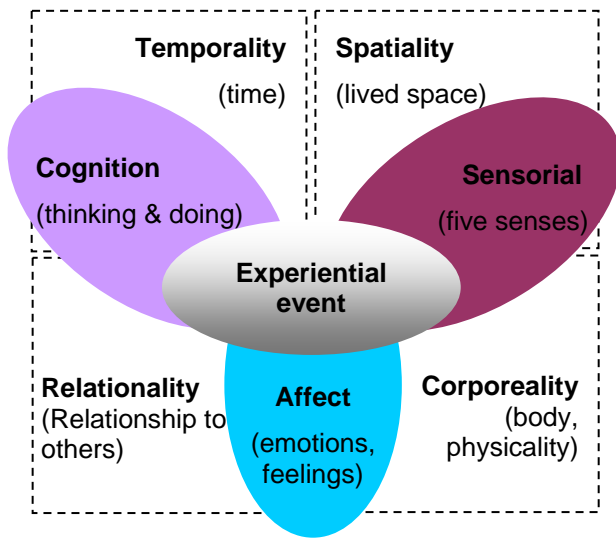 Temporality
(time)
Spatiality
(lived space)
Cognition
(thinking & doing)
Sensorial
(five senses)
Experiential
event
Relationality
(Relationship to
others)
Affect
(emotions,
feelings)
Corporeality
(body,
physicality)